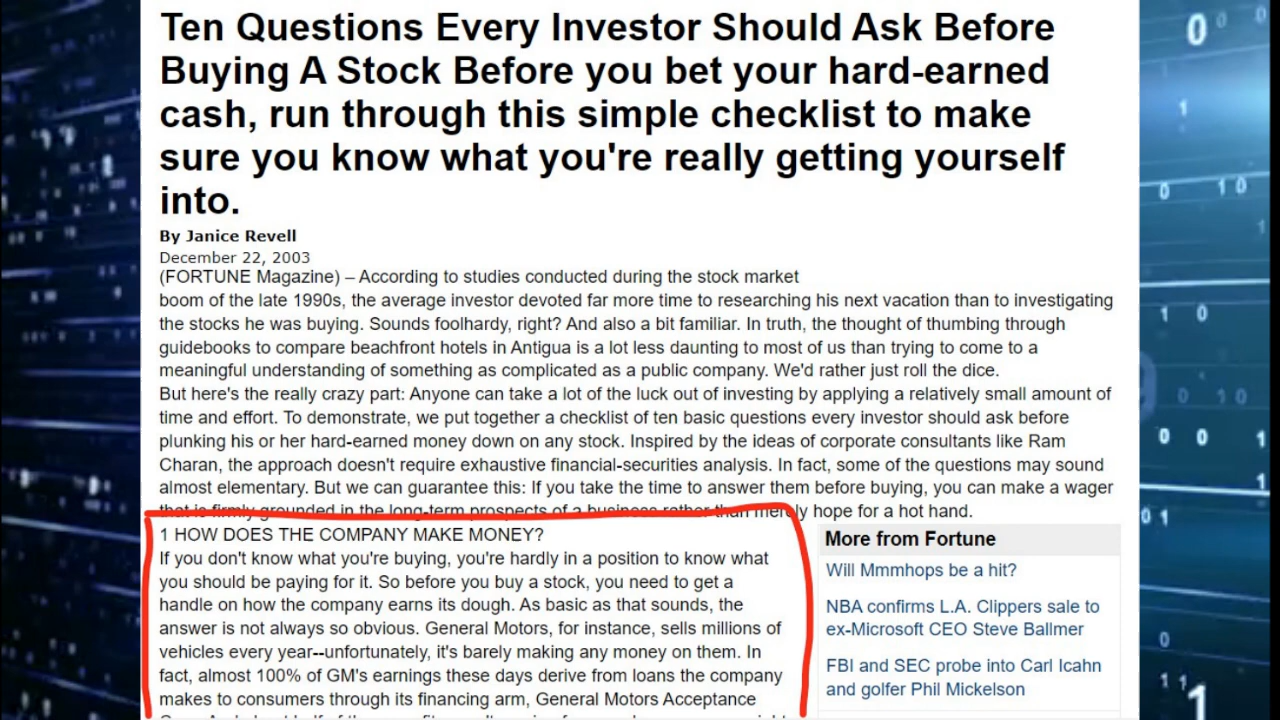 Ten Questions Every Investor Should Ask Before
Buying A Stock Before you bet your hard-earned
cash, run through this simple checklist to make
sure you know what you're really getting yourself
into.
By Janice Revell
December 22, 2003
(FORTUNE Magazine) – According to studies conducted during the stock market
boom of the late 1990s, the average investor devoted far more time to researching his next vacation than to investigating
the stocks he was buying. Sounds foolhardy, right? And also a bit familiar. In truth, the thought of thumbing through
guidebooks to compare beachfront hotels in Antigua is a lot less daunting to most of us than trying to come to a
meaningful understanding of something as complicated as a public company. We'd rather just roll the dice.
But here's the really crazy part: Anyone can take a lot of the luck out of investing by applying a relatively small amount of
time and effort. To demonstrate, we put together a checklist of ten basic questions every investor should ask before
plunking his or her hard-earned money down on any stock. Inspired by the ideas of corporate consultants like Ram
Charan, the approach doesn't require exhaustive financial-securities analysis. In fact, some of the questions may sound
almost elementary. But we can guarantee this: If you take the time to answer them before buying, you can make a wager
that is firmly grounded in the long-term prospects of a business rather than merely hope for a hot hand.
1 HOW DOES THE COMPANY MAKE MONEY?
If you don't know what you're buying, you're hardly in a position to know what
you should be paying for it. So before you buy a stock, you need to get a
handle on how the company earns its dough. As basic as that sounds, the
answer is not always so obvious. General Motors, for instance, sells millions of
vehicles every year--unfortunately, it's barely making any money on them. In
fact, almost 100% of GM's earnings these days derive from loans the company
makes to consumers through its financing arm, General Motors Acceptance
More from Fortune
Will Mmmhops be a hit?
NBA confirms L.A. Clippers sale to
ex-Microsoft CEO Steve Ballmer
FBI and SEC probe into Carl Icahn
and golfer Phil Mickelson